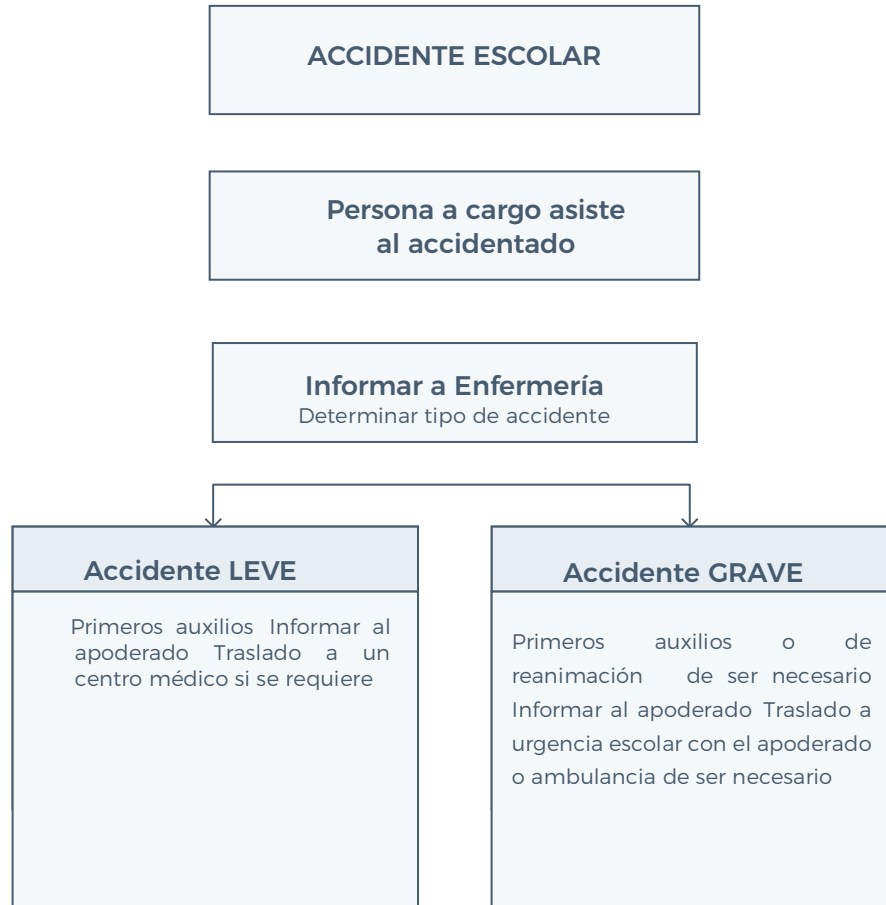 ACCIDENTE ESCOLAR
Persona a cargo asiste
al accidentado
Informar a Enfermería
Determinar tipo de accidente
Accidente LEVE
Primeros auxilios Informar al
apoderado Traslado a un
centro médico si se requiere
Accidente GRAVE
Primeros auxilios o de
reanimación de ser necesario
Informar al apoderado Traslado a
urgencia escolar con el apoderado
o ambulancia de ser necesario